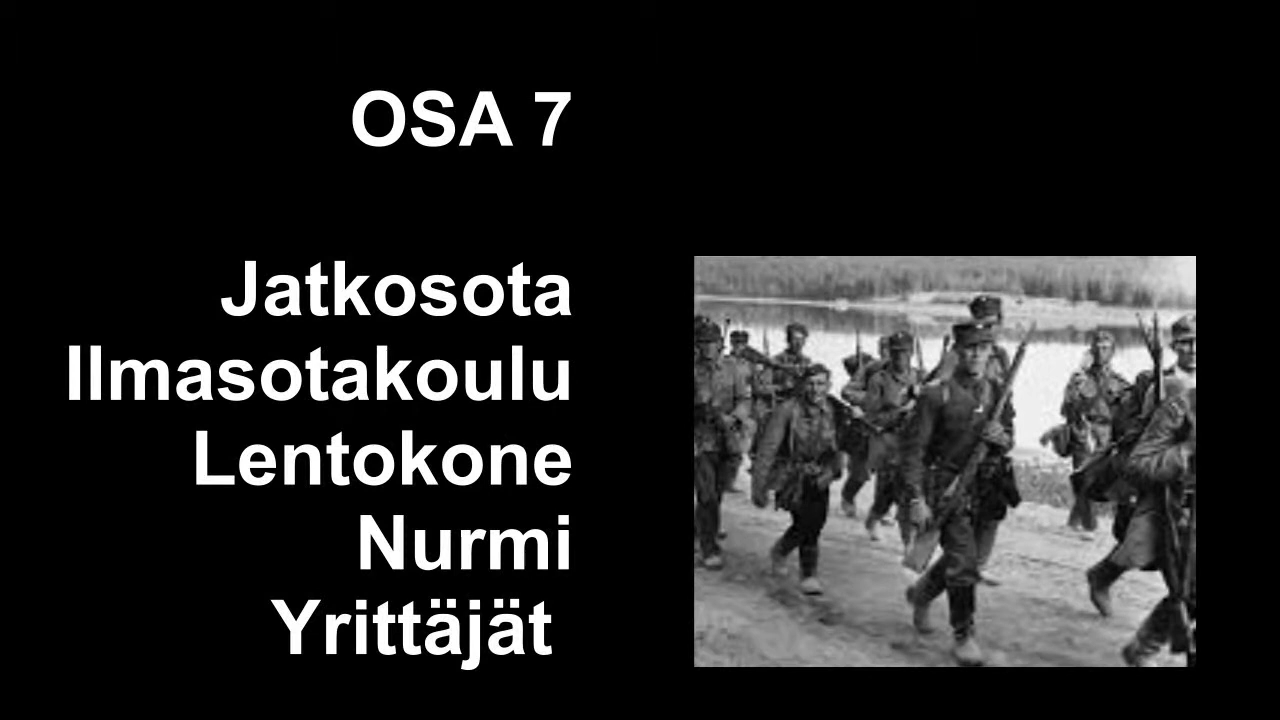 OSA 7
Jatkosota
Ilmasotakoulu
Lentokone
Nurmi
Yrittäjät